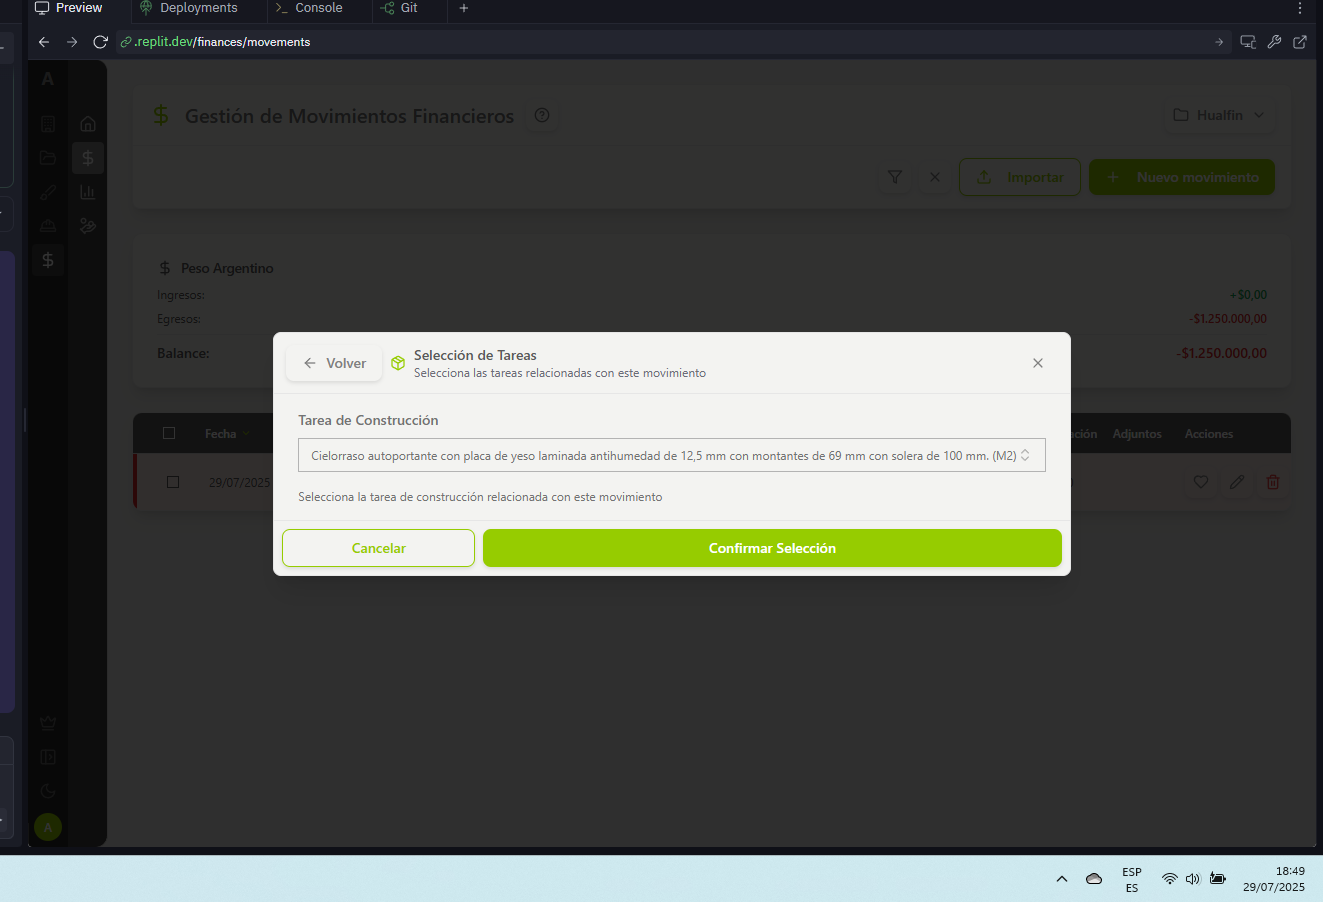 Preview
Deployments
Console
Git
.replit.dev/finances/movements
A
Gestión de Movimientos Financieros
Hualfin
Importar
Nuevo movimiento
Peso Argentino
Ingresos:
+$0,00
Egresos:
-$1.250.000,00
Balance:
-$1.250.000,00
Volver
Selección de Tareas
Selecciona las tareas relacionadas con este movimiento
Tarea de Construcción
Cielorraso autoportante con placa de yeso laminada antihumedad de 12,5 mm con montantes de 69 mm con solera de 100 mm. (M2)
Selecciona la tarea de construcción relacionada con este movimiento
Cancelar
Confirmar Selección
Fecha
Adjuntos
Acciones
29/07/2025
A
ESP
ES
18:49
29/07/2025